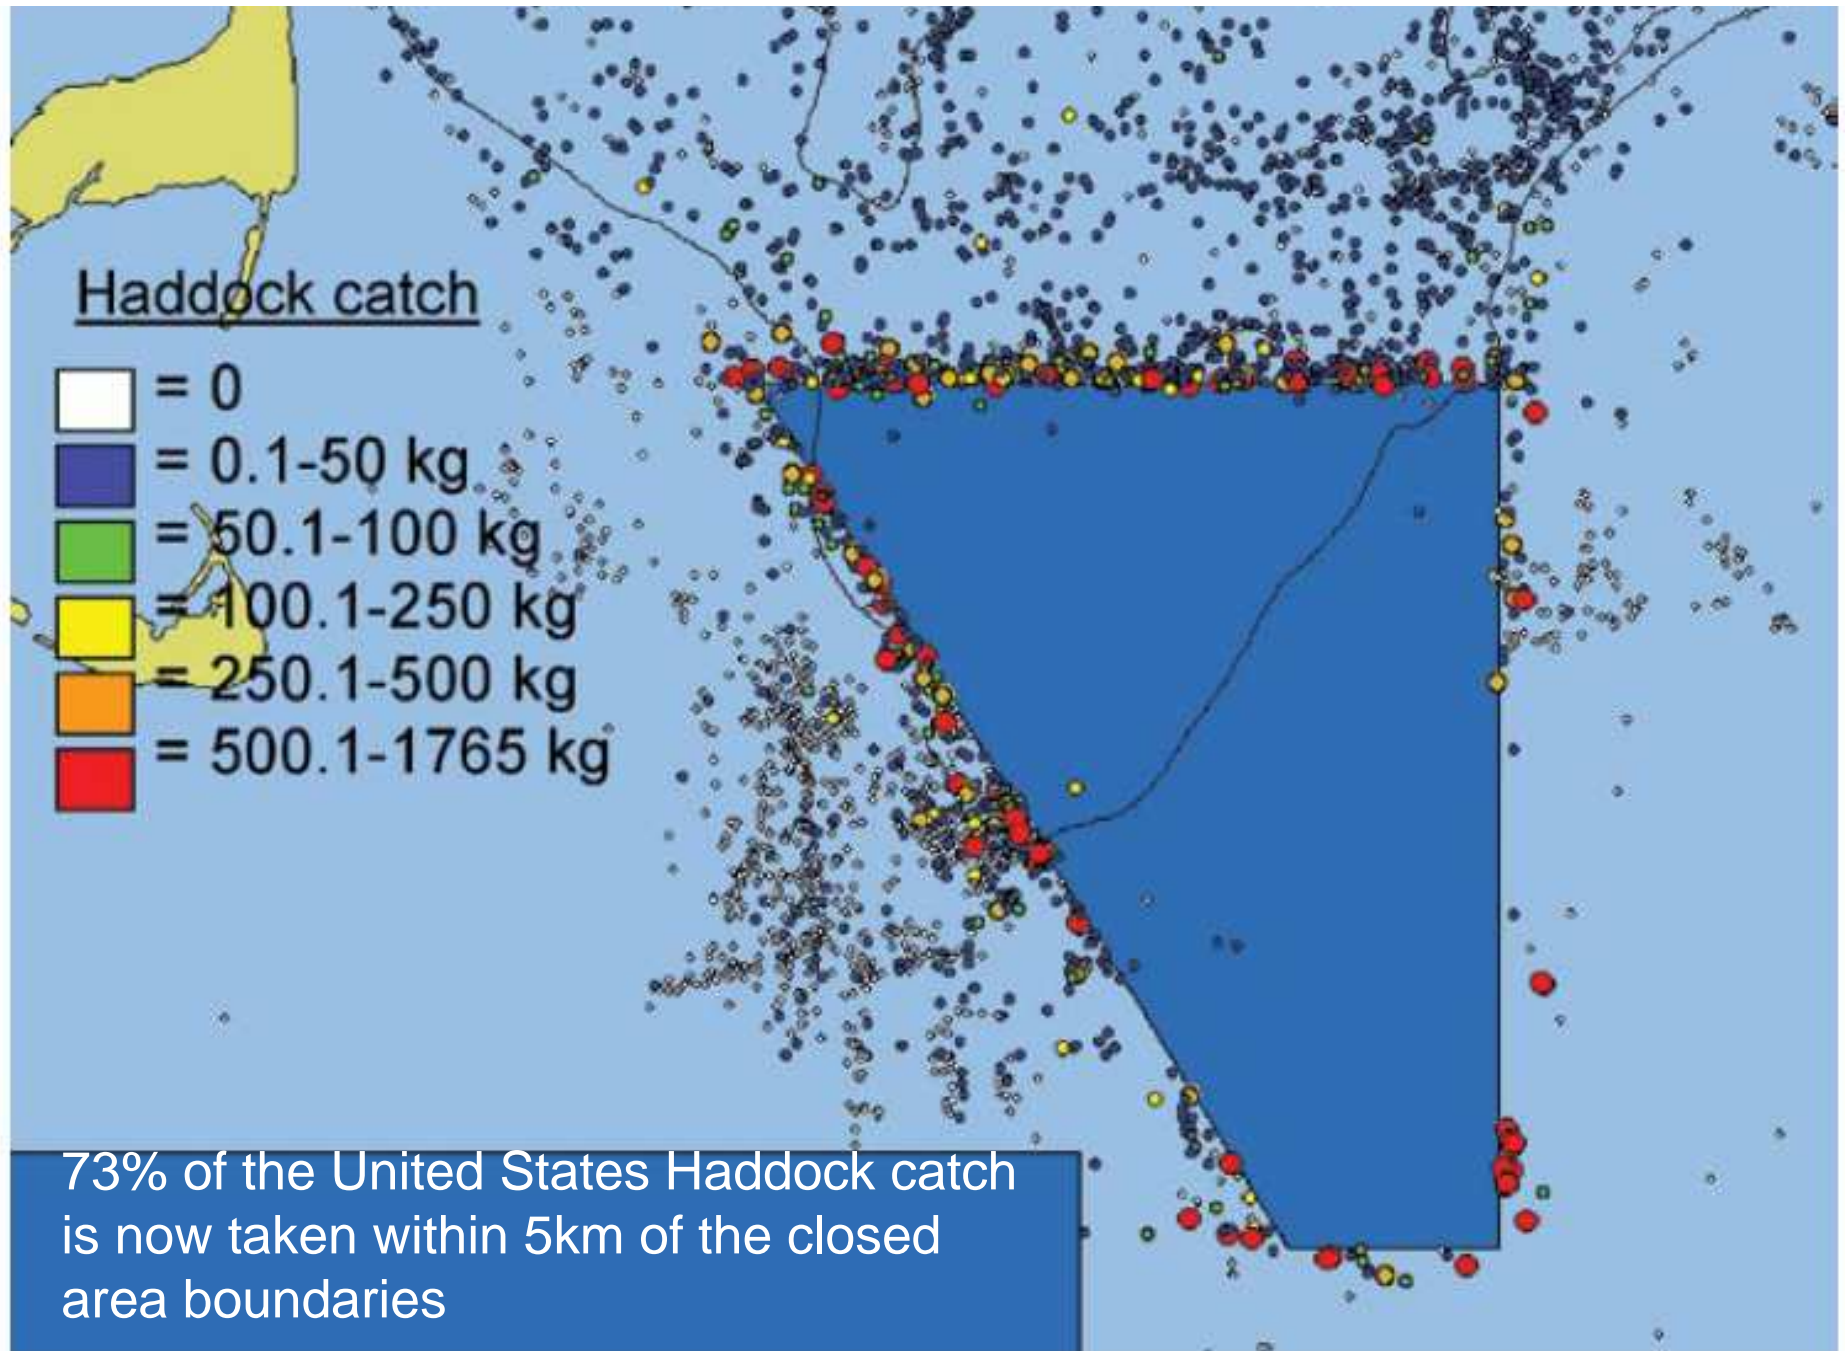 Haddock catch
= 0
= 0.1-50 kg
= 50.1-100 kg
= 100.1-250 kg
= 250.1-500 kg
= 500.1-1765 kg
73% of the United States Haddock catch
is now taken within 5km of the closed
area boundaries